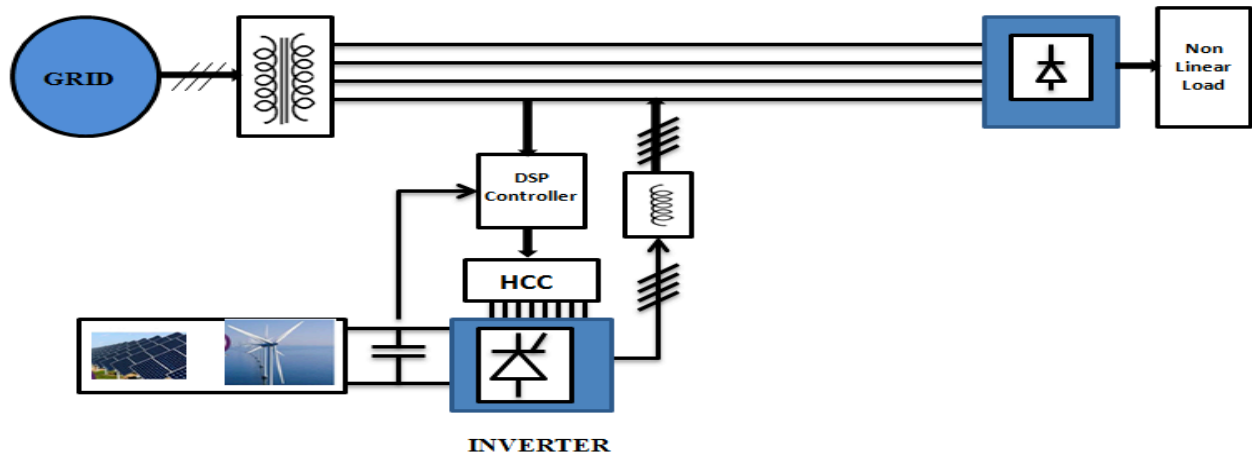 GRID
Non
Linear
Load
DSP
Controller
HCC
INVERTER